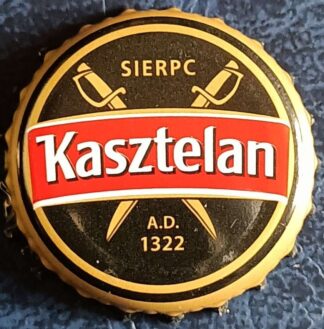 SIERPC
Kasztelan
A.D.
1322